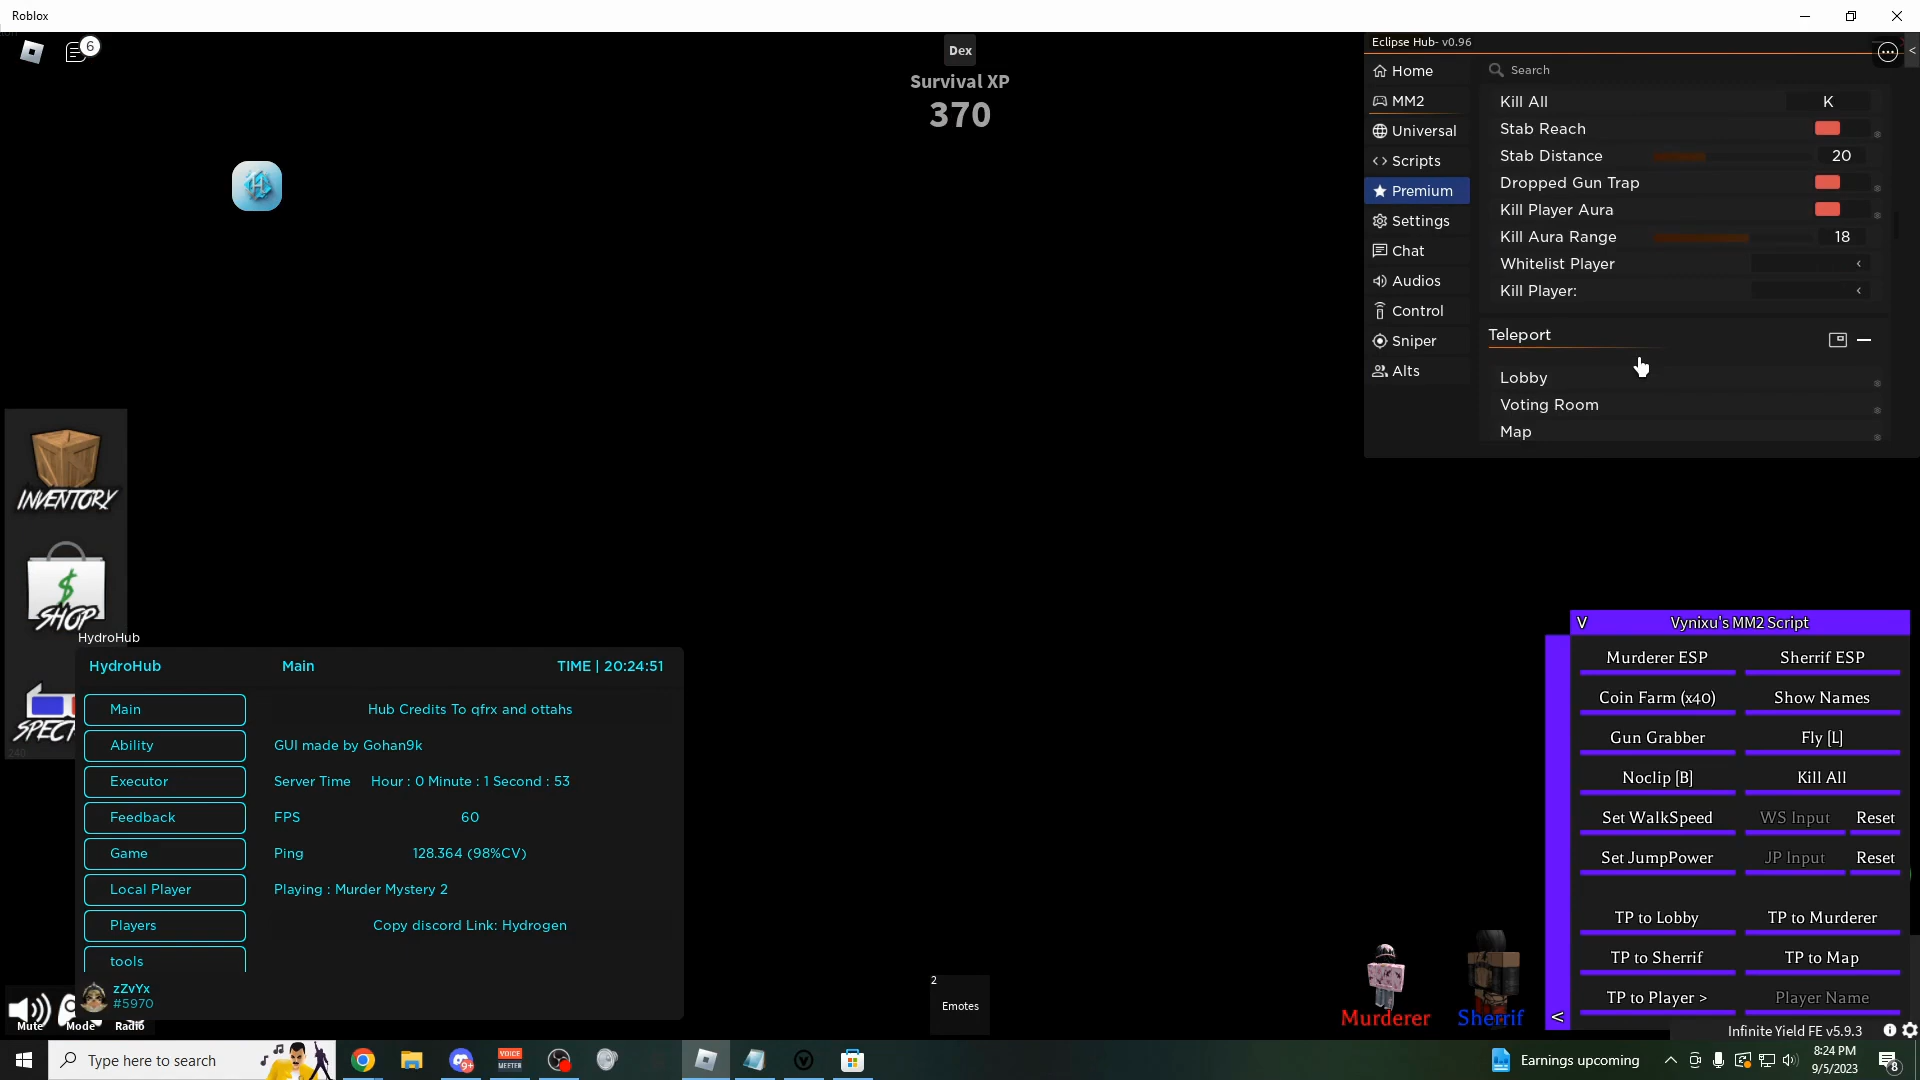 Roblox
6
Dex
Survival XP
370
Eclipse Hub- v0.96
<
Home
MM2
Universal
Scripts
Premium
Settings
Chat
Audios
Control
Sniper
Alts
Search
Kill All K
Stab Reach
Stab Distance 20
Dropped Gun Trap
Kill Player Aura
Kill Aura Range 18
Whitelist Player <
Kill Player: <
Teleport
Lobby
Voting Room
Map
INVENTORY
SHOP
SPECT
240
HydroHub
HydroHub Main TIME | 20:24:51
Main
Ability
Executor
Feedback
Game
Local Player
Players
tools
Hub Credits To qfrx and ottahs
GUI made by Gohan9k
Server Time Hour : 0 Minute : 1 Second : 53
FPS 60
Ping 128.364 (98%CV)
Playing : Murder Mystery 2
Copy discord Link: Hydrogen
zZvYx
#5970
Mute Mode Radio
2
Emotes
Murderer Sherrif
V Vynixu's MM2 Script
Murderer ESP Sherrif ESP
Coin Farm (x40) Show Names
Gun Grabber Fly [L]
Noclip [B] Kill All
Set WalkSpeed WS Input Reset
Set JumpPower JP Input Reset
TP to Lobby TP to Murderer
TP to Sherrif TP to Map
TP to Player > Player Name
<
Infinite Yield FE v5.9.3
Type here to search
9+
VOICE
MEETER
Earnings upcoming
8:24 PM
9/5/2023
8